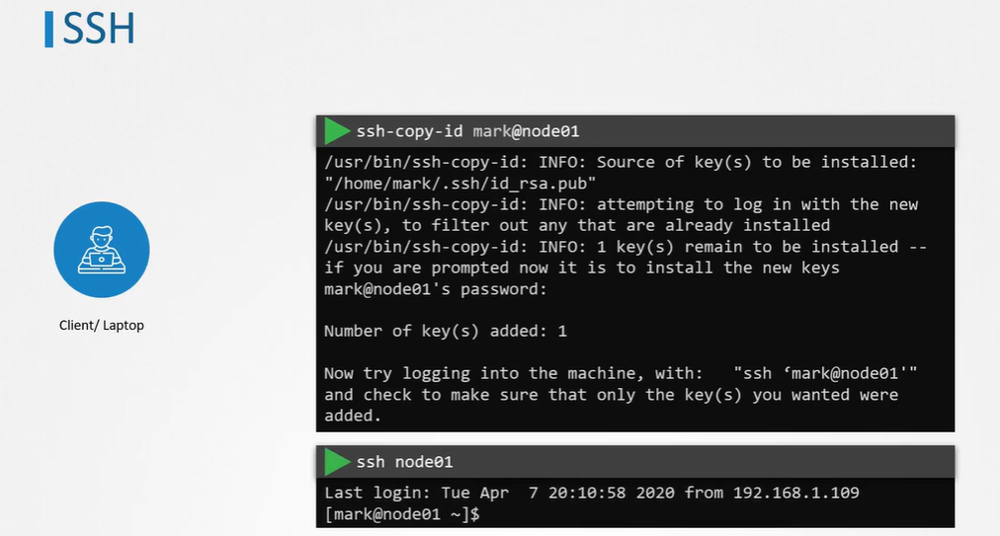 SSH
ssh-copy-id mark@node01
/usr/bin/ssh-copy-id: INFO: Source of key(s) to be installed:
"/home/mark/.ssh/id_rsa.pub"
/usr/bin/ssh-copy-id: INFO: attempting to log in with the new
key(s), to filter out any that are already installed
/usr/bin/ssh-copy-id: INFO: 1 key(s) remain to be installed --
if you are prompted now it is to install the new keys
mark@node01's password:
Number of key(s) added: 1
Now try logging into the machine, with:   "ssh ‘mark@node01'"
and check to make sure that only the key(s) you wanted were
added.
Client/ Laptop
ssh node01
Last login: Tue Apr  7 20:10:58 2020 from 192.168.1.109
[mark@node01 ~]$